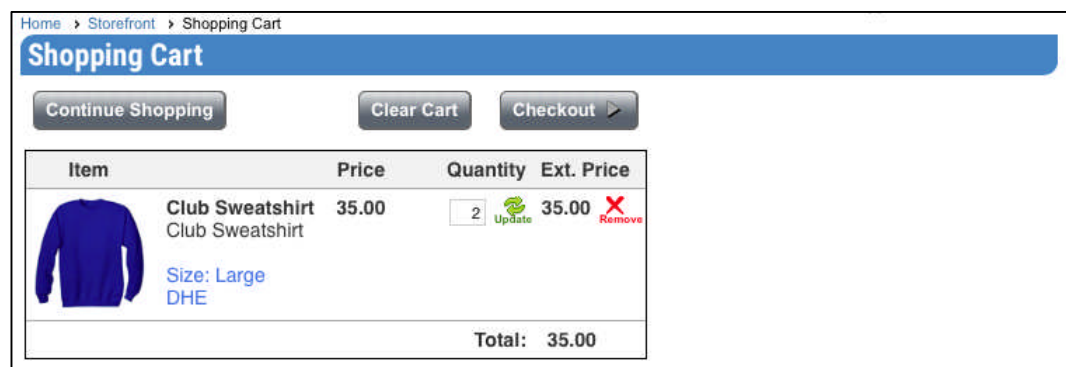 Home > Storefront > Shopping Cart
Shopping Cart
Continue Shopping Clear Cart Checkout
Item Price Quantity Ext. Price
Club Sweatshirt 35.00 2 Update 35.00 Remove
Club Sweatshirt
Size: Large
DHE
Total: 35.00